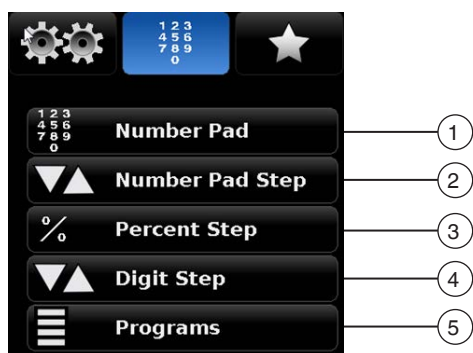 1 2 3
4 5 6
7 8 9
0
1 2 3
4 5 6
7 8 9
0
Number Pad
1
Number Pad Step
2
%
Percent Step
3
Digit Step
4
Programs
5